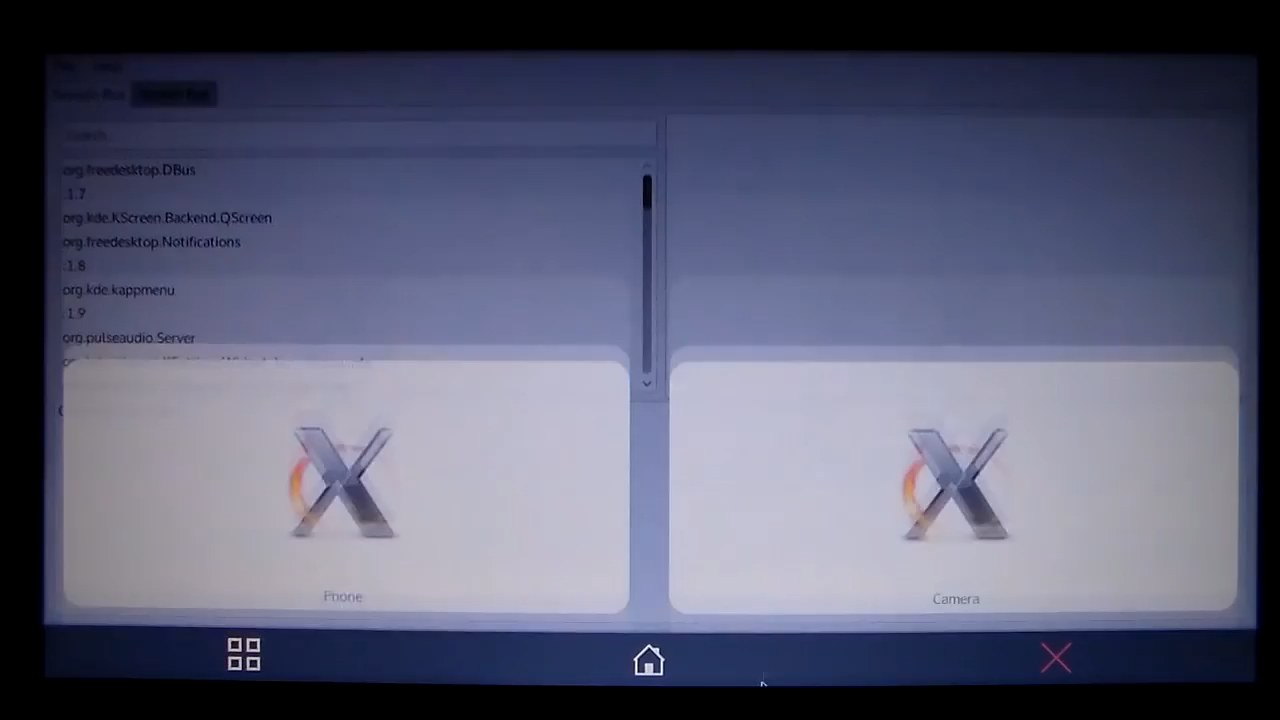 org.freedesktop.DBus
:1.7
org.kde.KScreen.Backend.QScreen
org.freedesktop.Notifications
:1.8
org.kde.kappmenu
:1.9
org.pulseaudio.Server
Phone
Camera